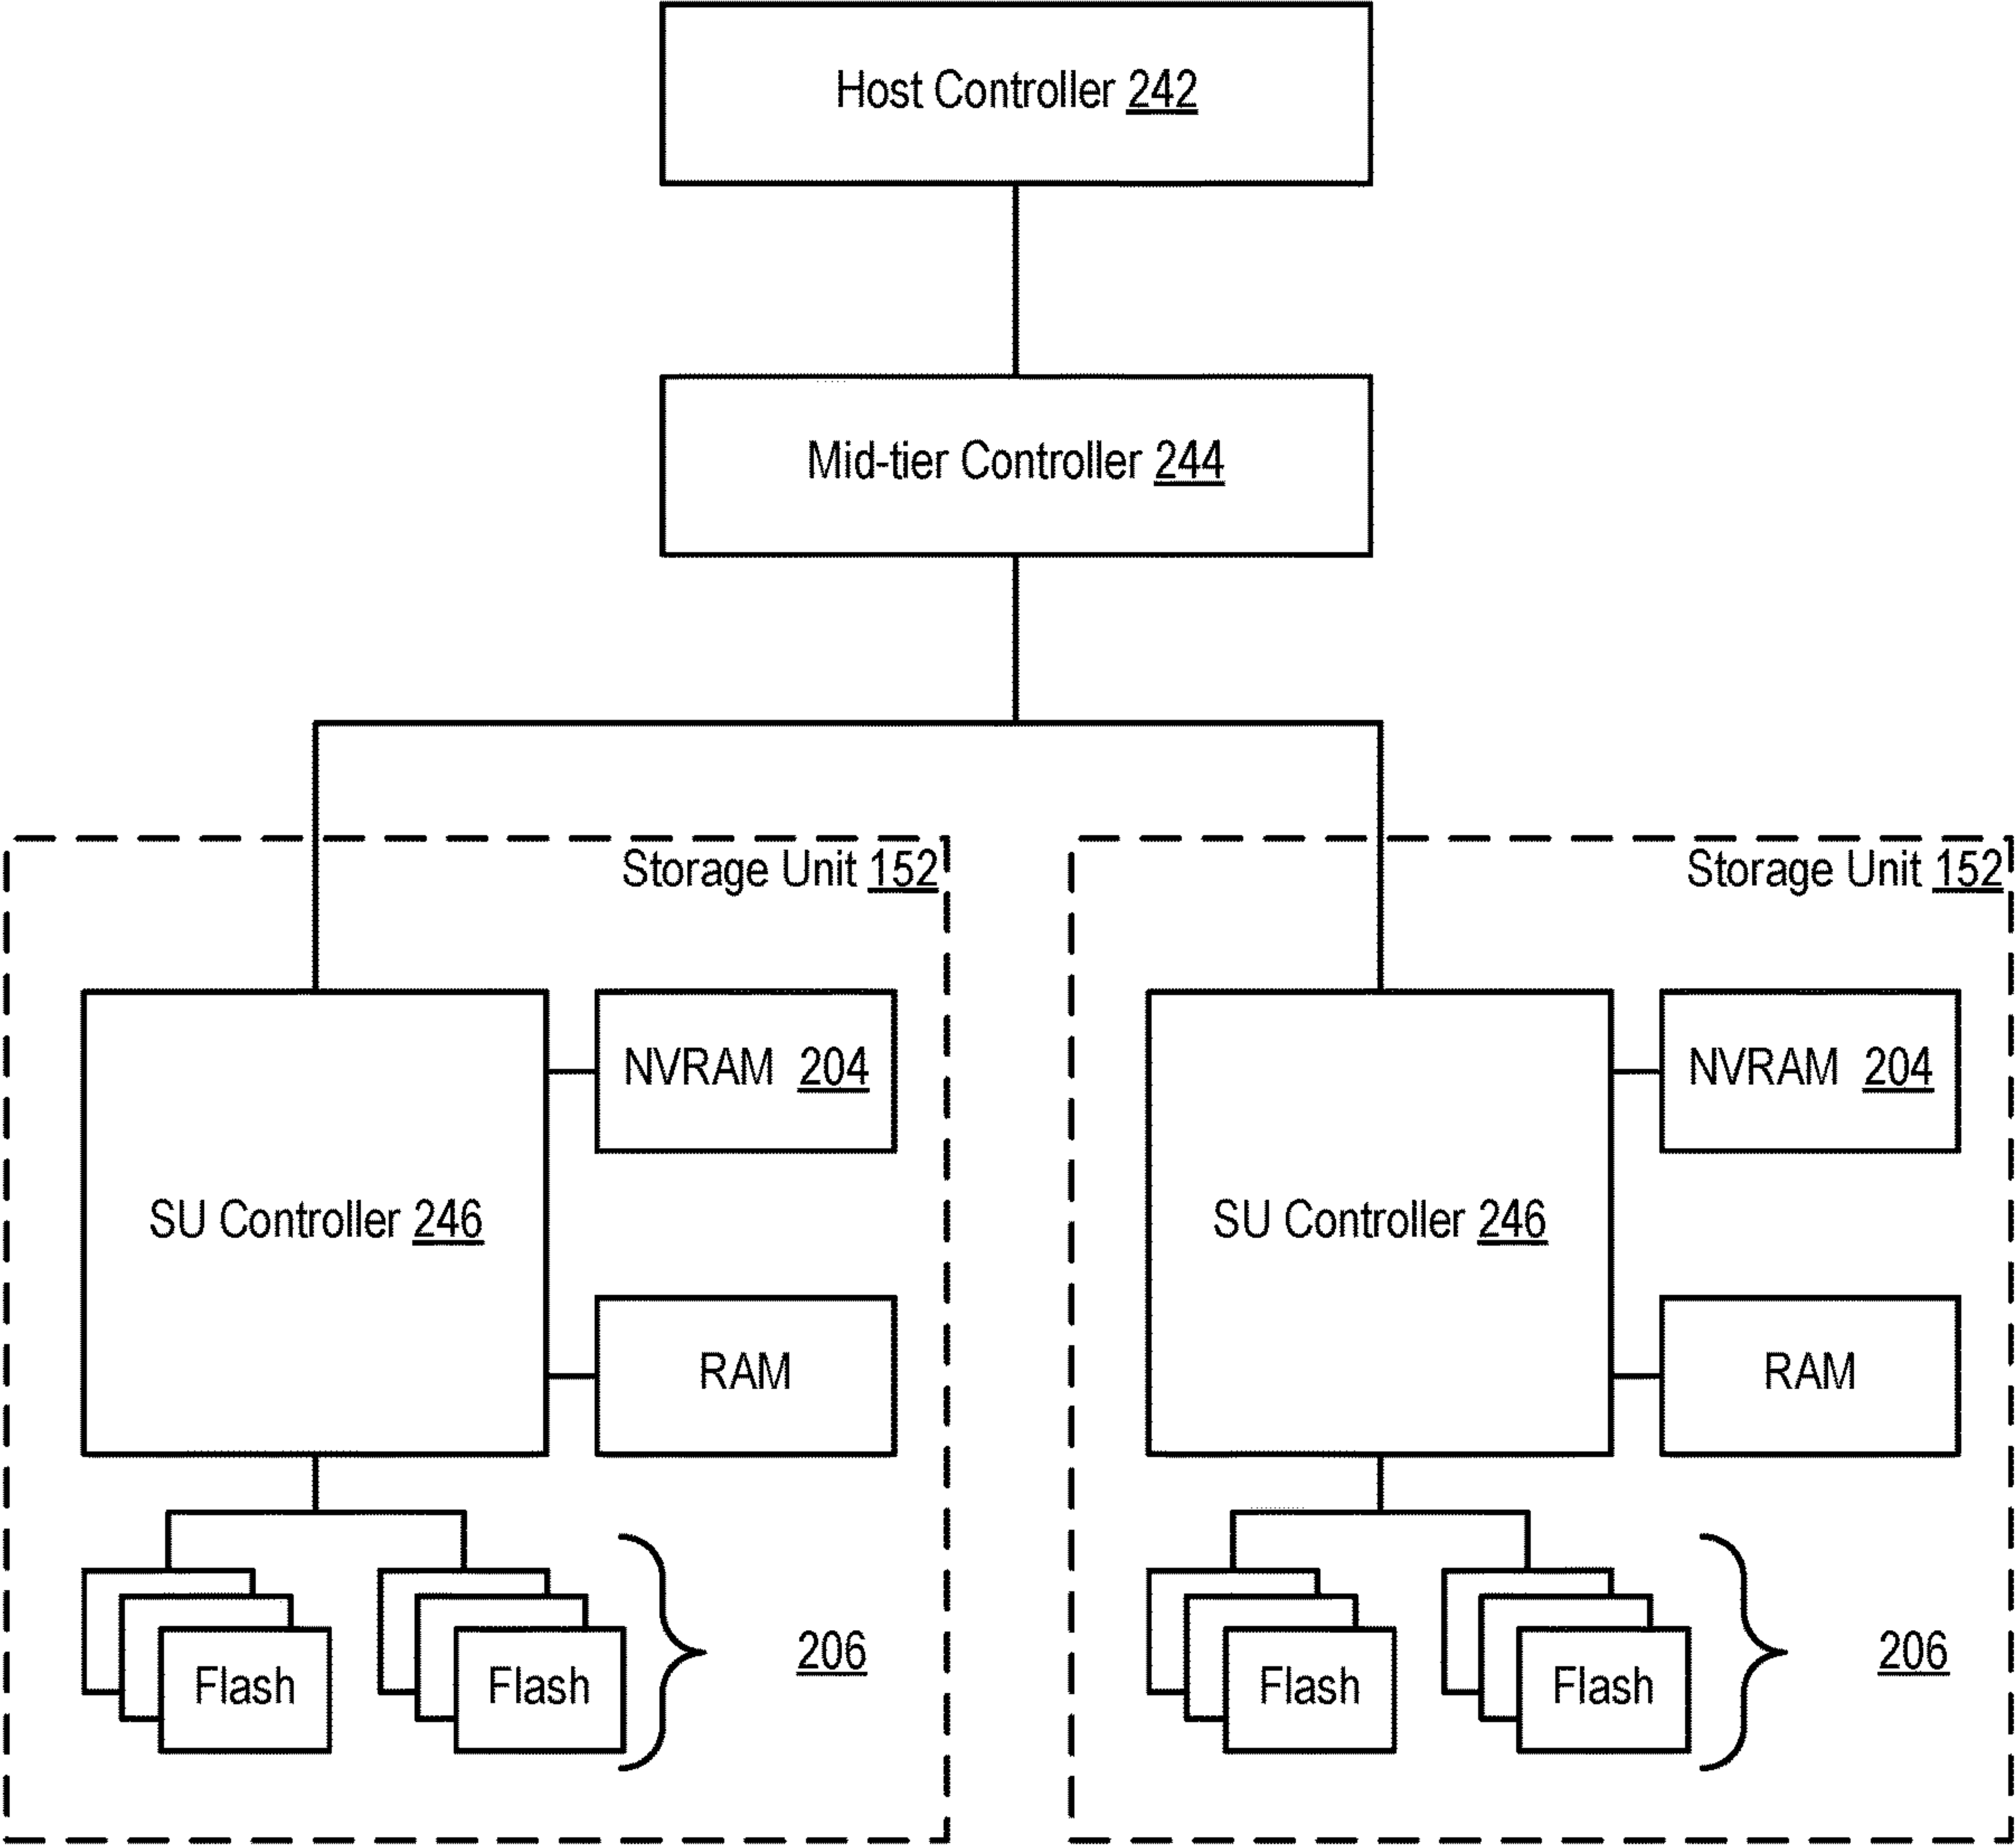 Host Controller 242
Mid-tier Controller 244
Storage Unit 152
SU Controller 246
NVRAM 204
RAM
Flash
Flash
206
Storage Unit 152
SU Controller 246
NVRAM 204
RAM
Flash
Flash
206